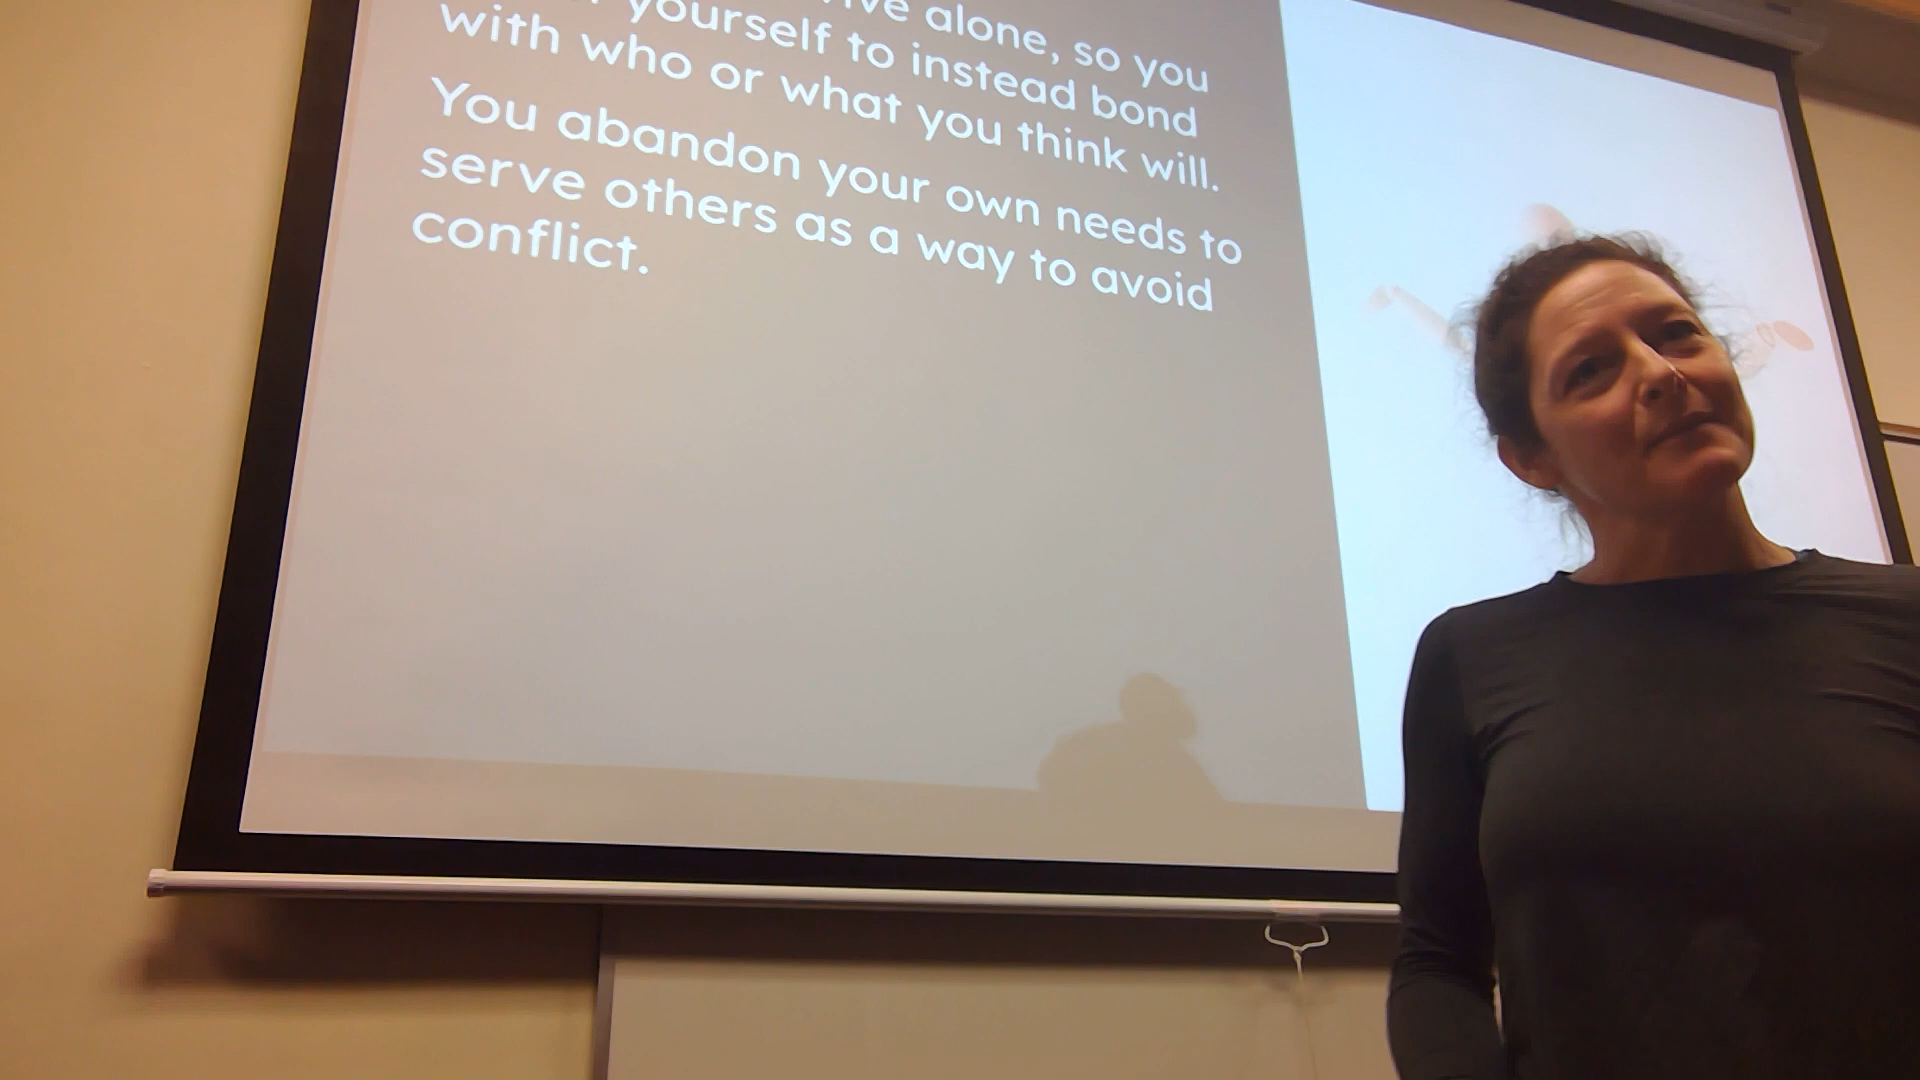 alone, so you
yourself to instead bond
with who or what you think will.
You abandon your own needs to
serve others as a way to avoid
conflict.